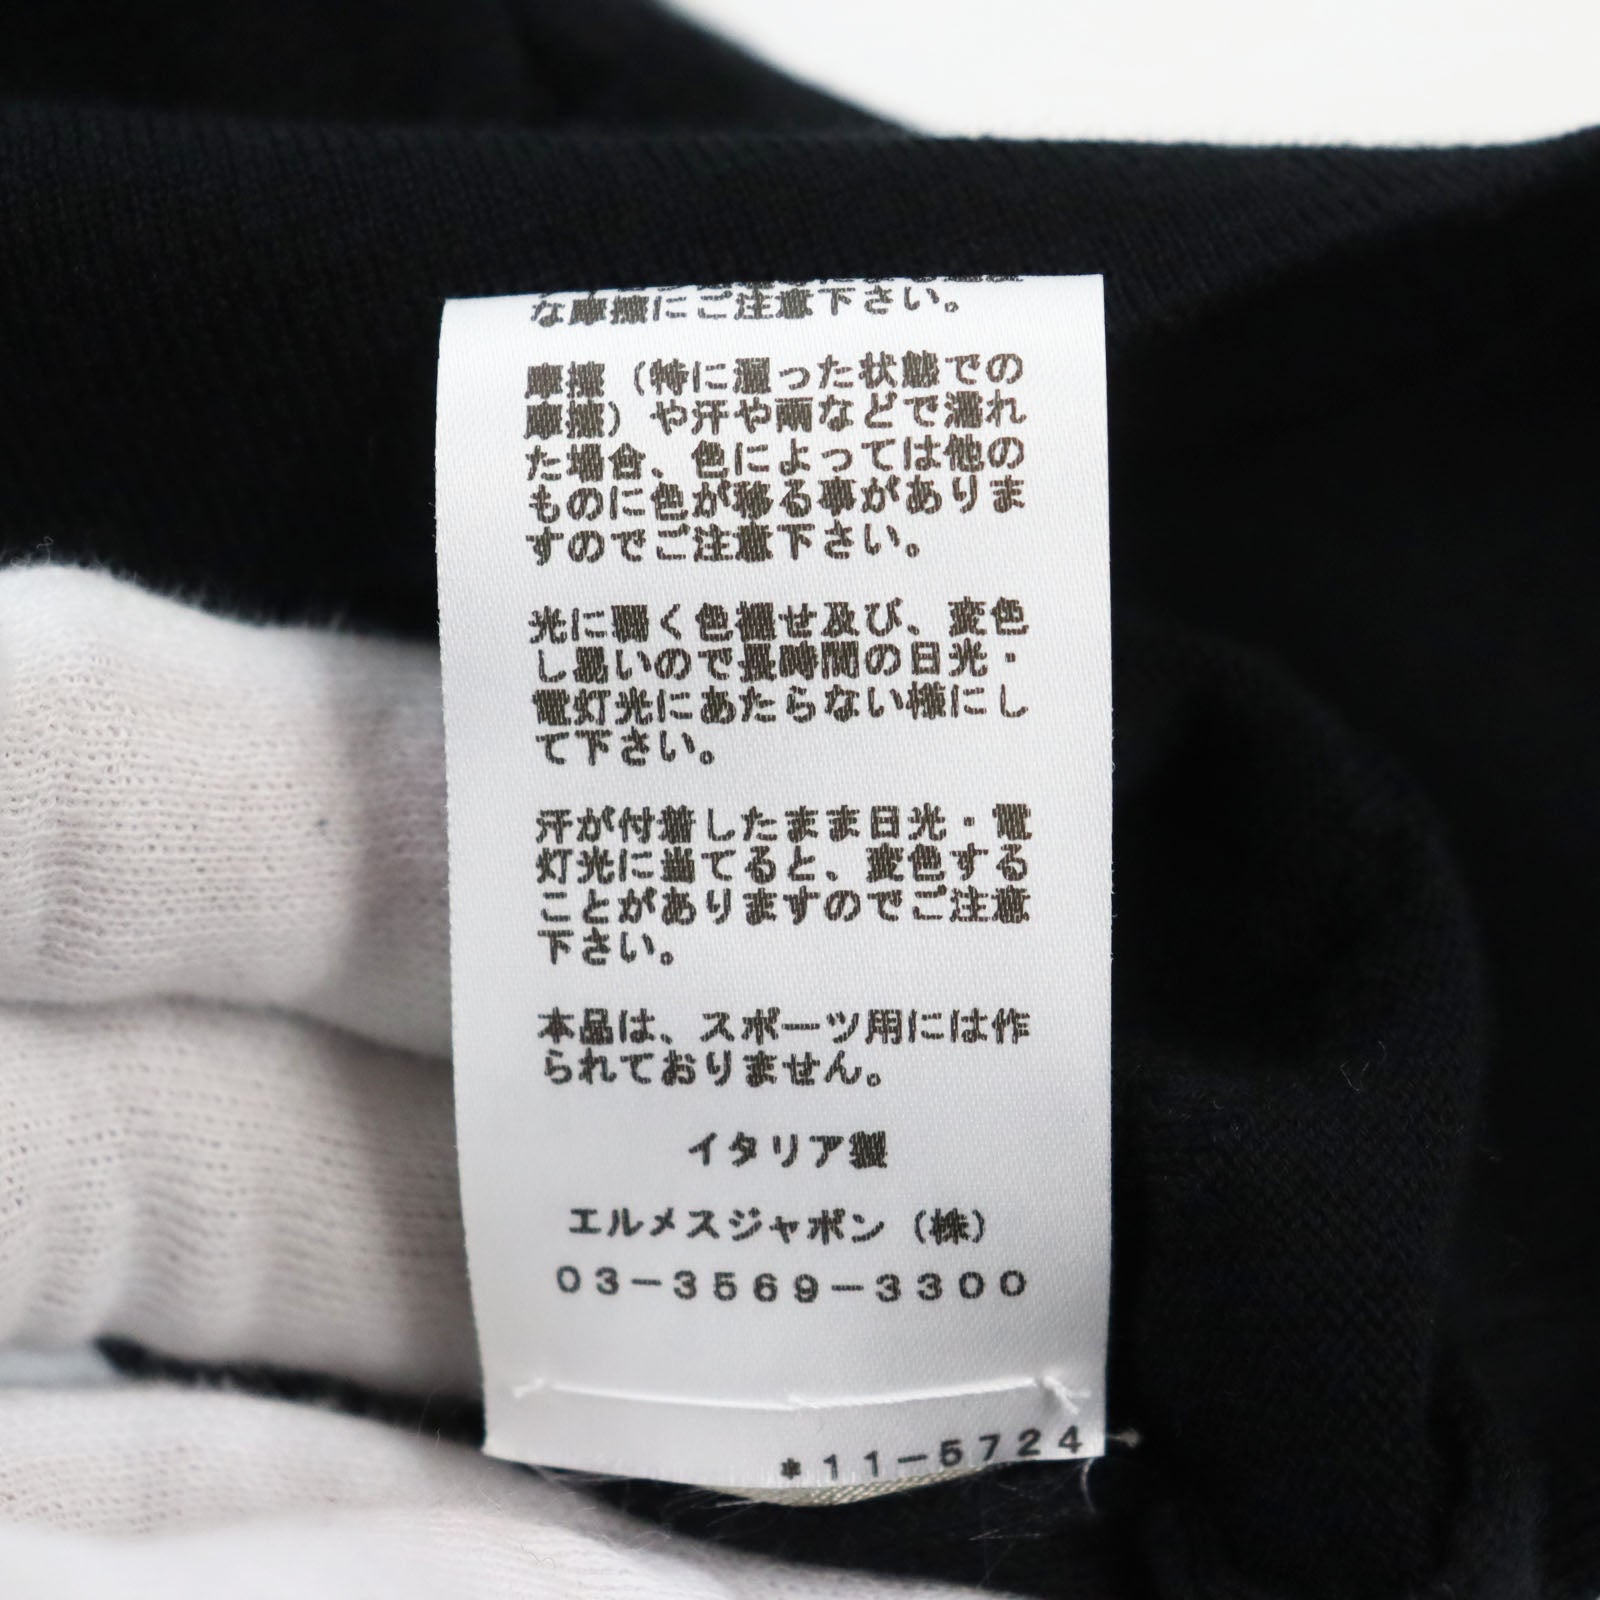 な摩擦にご注意下さい。
摩擦（特に湿った状態での
摩擦）や汗や雨などで濡れ
た場合、色によっては他の
ものに色が移る事がありま
すのでご注意下さい。
光に弱く色褪せ及び、変色
し易いので長時間の日光・
電灯光にあたらない様にし
て下さい。
汗が付着したまま日光・電
灯光に当てると、変色する
ことがありますのでご注意
下さい。
本品は、スポーツ用には作
られておりません。
イタリア製
エルメスジャポン（株）
03-3569-3300
*11-5724